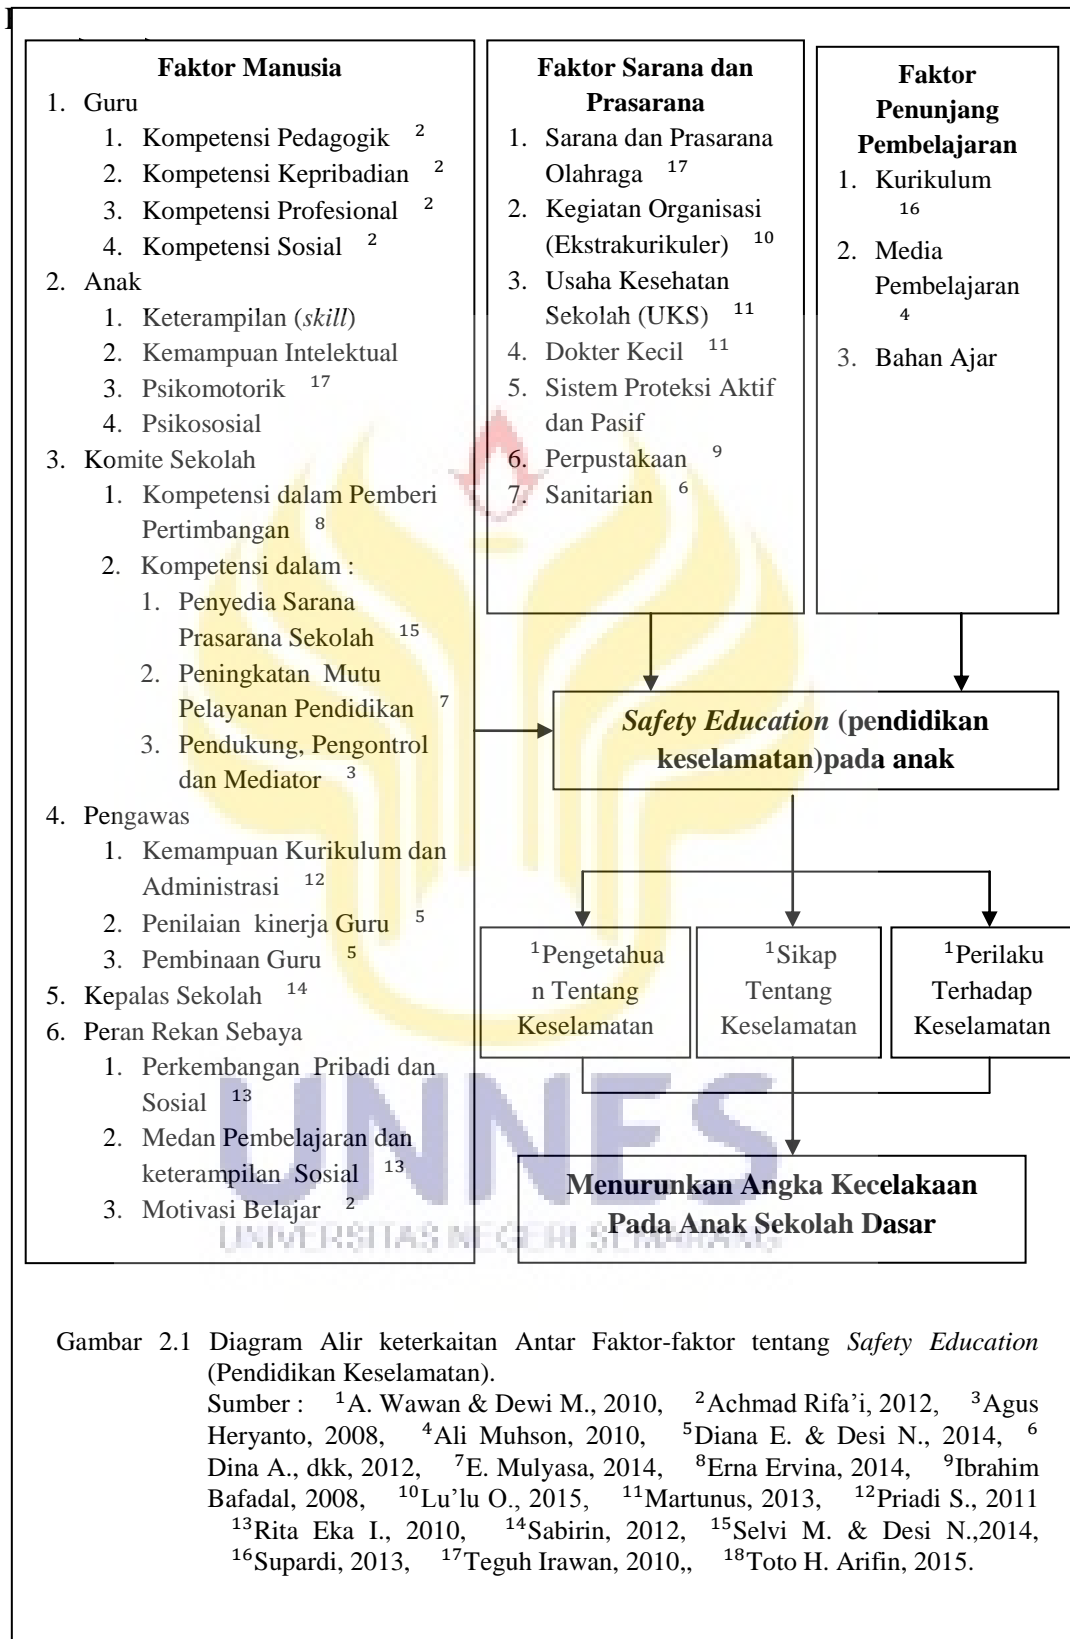 Faktor Manusia
1. Guru
1. Kompetensi Pedagogik ²
2. Kompetensi Kepribadian ²
3. Kompetensi Profesional ²
4. Kompetensi Sosial ²
2. Anak
1. Keterampilan (skill)
2. Kemampuan Intelektual
3. Psikomotorik ¹⁷
4. Psikososial
3. Komite Sekolah
1. Kompetensi dalam Pemberi
Pertimbangan ⁸
2. Kompetensi dalam :
1. Penyedia Sarana
Prasarana Sekolah ¹⁵
2. Peningkatan Mutu
Pelayanan Pendidikan ⁷
3. Pendukung, Pengontrol
dan Mediator ³
4. Pengawas
1. Kemampuan Kurikulum dan
Administrasi ¹²
2. Penilaian kinerja Guru ⁵
3. Pembinaan Guru ⁵
5. Kepalas Sekolah ¹⁴
6. Peran Rekan Sebaya
1. Perkembangan Pribadi dan
Sosial ¹³
2. Medan Pembelajaran dan
keterampilan Sosial ¹³
3. Motivasi Belajar ²
Faktor Sarana dan
Prasarana
1. Sarana dan Prasarana
Olahraga ¹⁷
2. Kegiatan Organisasi
(Ekstrakurikuler) ¹⁰
3. Usaha Kesehatan
Sekolah (UKS) ¹¹
4. Dokter Kecil ¹¹
5. Sistem Proteksi Aktif
dan Pasif
6. Perpustakaan ⁹
7. Sanitarian ⁶
Faktor
Penunjang
Pembelajaran
1. Kurikulum
¹⁶
2. Media
Pembelajaran
⁴
3. Bahan Ajar
Safety Education (pendidikan
keselamatan)pada anak
¹Pengetahua
n Tentang
Keselamatan
¹Sikap
Tentang
Keselamatan
¹Perilaku
Terhadap
Keselamatan
Menurunkan Angka Kecelakaan
Pada Anak Sekolah Dasar
UNNES
UNIVERSITAS NEGERI SEMARANG
Gambar 2.1 Diagram Alir keterkaitan Antar Faktor-faktor tentang Safety Education
(Pendidikan Keselamatan).
Sumber : ¹A. Wawan & Dewi M., 2010, ²Achmad Rifa’i, 2012, ³Agus
Heryanto, 2008, ⁴Ali Muhson, 2010, ⁵Diana E. & Desi N., 2014, ⁶
Dina A., dkk, 2012, ⁷E. Mulyasa, 2014, ⁸Erna Ervina, 2014, ⁹Ibrahim
Bafadal, 2008, ¹⁰Lu’lu O., 2015, ¹¹Martunus, 2013, ¹²Priadi S., 2011
¹³Rita Eka I., 2010, ¹⁴Sabirin, 2012, ¹⁵Selvi M. & Desi N.,2014,
¹⁶Supardi, 2013, ¹⁷Teguh Irawan, 2010,, ¹⁸Toto H. Arifin, 2015.